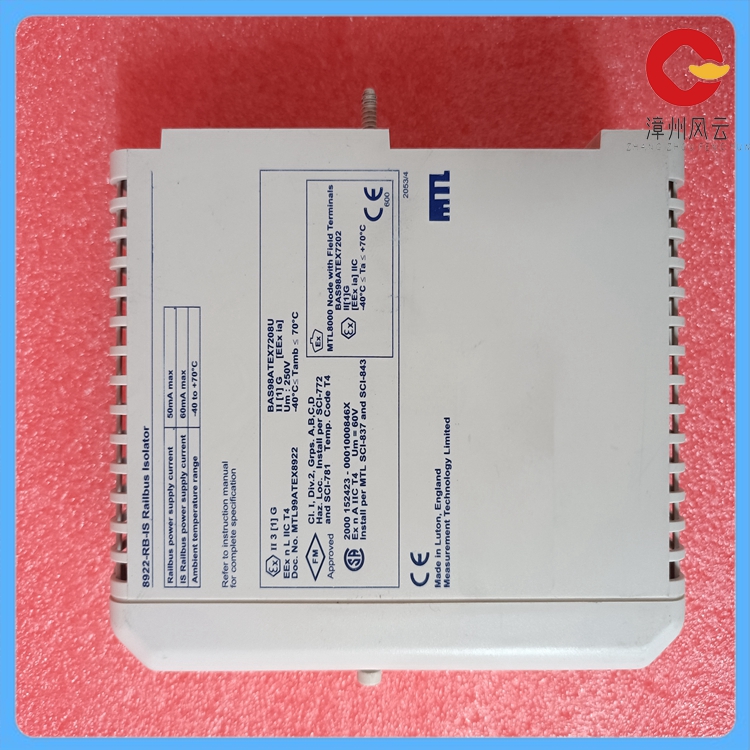 漳州风云
8922-RB-IS Railbus Isolator
Railbus power supply current 50mA max
IS Railbus power supply current 60mA max
Ambient temperature range -40 to +70°C
Refer to instruction manual
for complete specification
Ex II 3 [1] G
EEx n L IIC T4
Doc. No. MTL99ATEX8922
BAS98ATEX7208U
II [1] G [EEx ia]
Um : 250V
-40°C≤ Tamb ≤ 70°C
FM
Approved
Cl. I, Div.2, Grps. A,B,C,D
Haz. Loc.. Install per SCI-772
and SCI-781 Temp. Code T4
2000 152423 - 0001000846X
Ex n A IIC T4 Um = 60V
Install per MTL SCI-837 and SCI-843
Ex
MTL8000 Node with Field Terminals
BAS98ATEX7202
Ex II[1]G
[EEx ia] IIC
-40°C ≤ Ta ≤ +70°C
CE
600
CE
Made in Luton, England
Measurement Technology Limited
2053/4
MTL